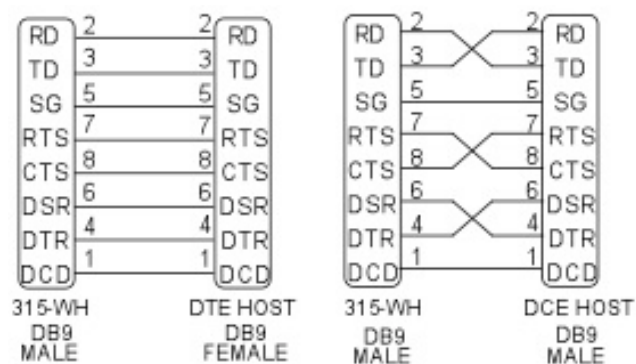 RD 2 2 RD
TD 3 3 TD
SG 5 5 SG
RTS 7 7 RTS
CTS 8 8 CTS
DSR 6 6 DSR
DTR 4 4 DTR
DCD 1 1 DCD
315-WH DTE HOST
DB9 DB9
MALE FEMALE
RD 2 2 RD
TD 3 3 TD
SG 5 5 SG
RTS 7 7 RTS
CTS 8 8 CTS
DSR 6 6 DSR
DTR 4 4 DTR
DCD 1 1 DCD
315-WH DCE HOST
DB9 DB9
MALE MALE